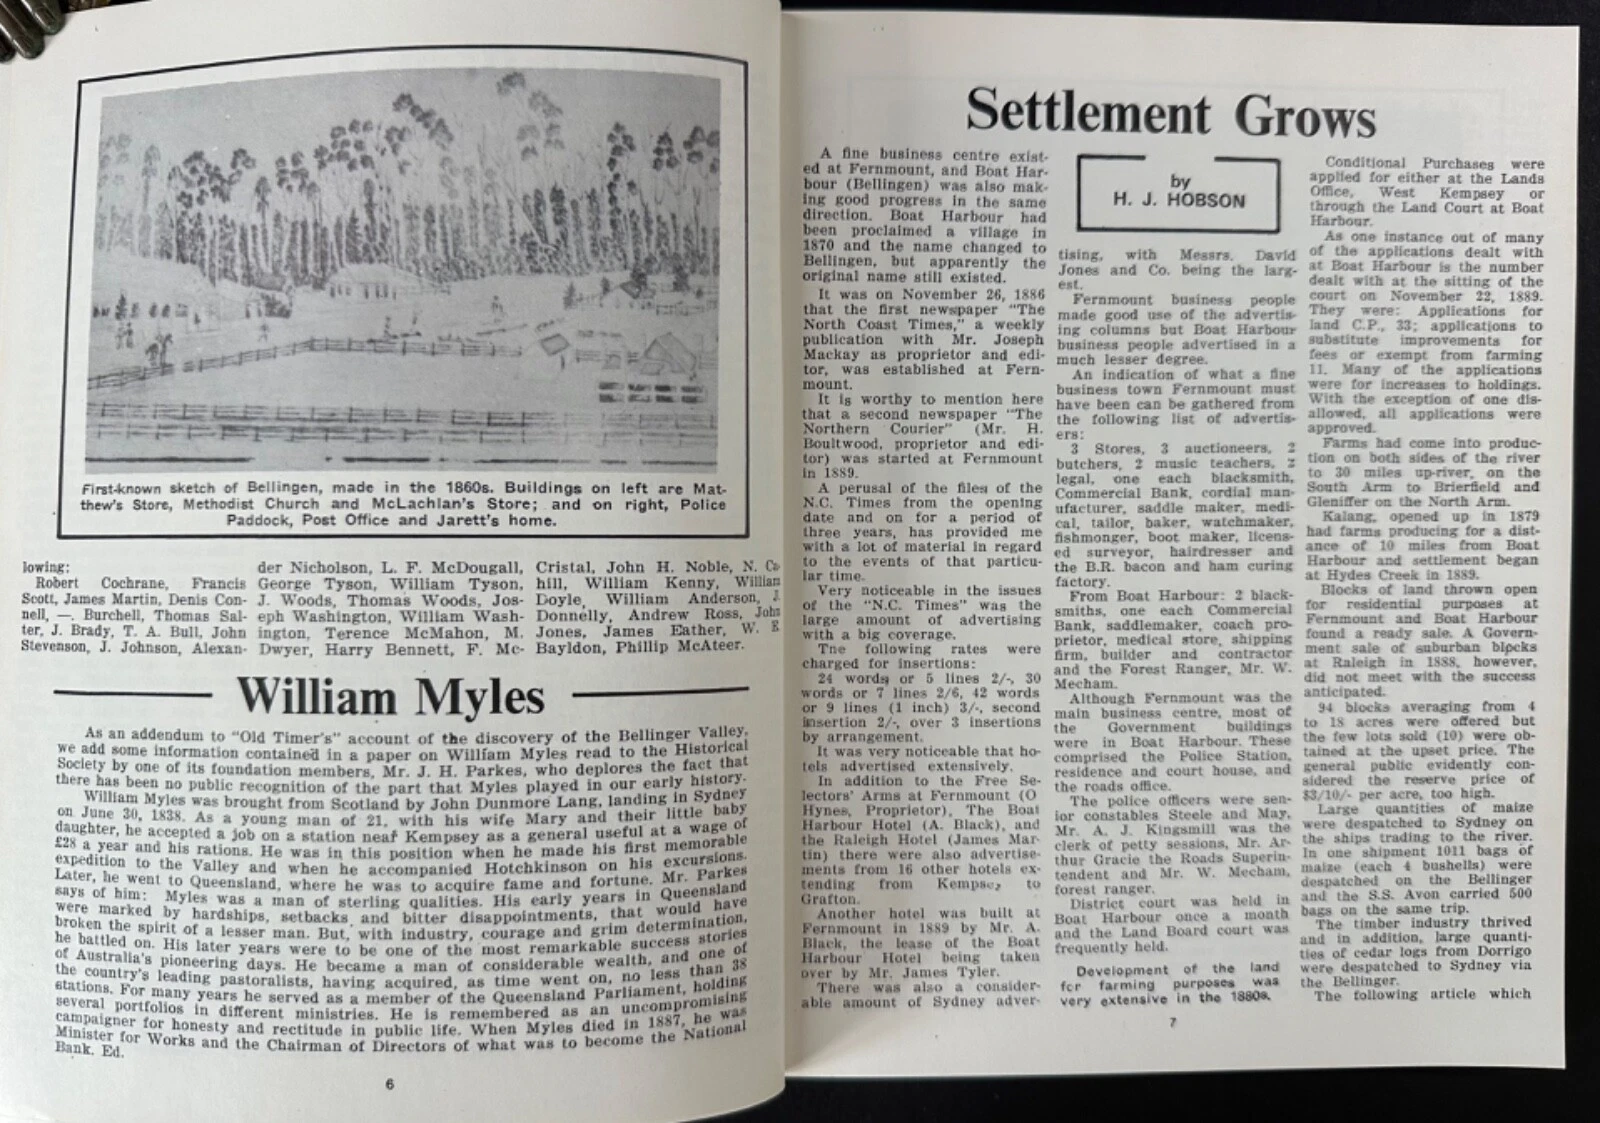 First-known sketch of Bellingen, made in the 1860s. Buildings on left are Mat-
thew's Store, Methodist Church and McLachlan's Store; and on right, Police
Paddock, Post Office and Jarett's home.
lowing:
Robert Cochrane, Francis
Scott, James Martin, Denis Con-
nell, —. Burchell, Thomas Sal-
ter, J. Brady, T. A. Bull, John
Stevenson, J. Johnson, Alexan-
der Nicholson, L. F. McDougall,
George Tyson, William Tyson,
J. Woods, Thomas Woods, Jos-
eph Washington, William Wash-
ington, Terence McMahon, M.
Dwyer, Harry Bennett, F. Mc-
Cristal, John H. Noble, N. Ca-
hill, William Kenny, William
Doyle, William Anderson, J.
Donnelly, Andrew Ross, John
Jones, James Eather, W. E
Bayldon, Phillip McAteer.
William Myles
As an addendum to "Old Timer's" account of the discovery of the Bellinger Valley,
we add some information contained in a paper on William Myles read to the Historical
Society by one of its foundation members, Mr. J. H. Parkes, who deplores the fact that
there has been no public recognition of the part that Myles played in our early history.
William Myles was brought from Scotland by John Dunmore Lang, landing in Sydney
on June 30, 1838. As a young man of 21, with his wife Mary and their little baby
daughter, he accepted a job on a station near Kempsey as a general useful at a wage of
£28 a year and his rations. He was in this position when he made his first memorable
expedition to the Valley and when he accompanied Hotchkinson on his excursions.
Later, he went to Queensland, where he was to acquire fame and fortune. Mr. Parkes
says of him: Myles was a man of sterling qualities. His early years in Queensland
were marked by hardships, setbacks and bitter disappointments, that would have
broken the spirit of a lesser man. But, with industry, courage and grim determination,
he battled on. His later years were to be one of the most remarkable success stories
of Australia's pioneering days. He became a man of considerable wealth, and one of
the country's leading pastoralists, having acquired, as time went on, no less than 38
stations. For many years he served as a member of the Queensland Parliament, holding
several portfolios in different ministries. He is remembered as an uncompromising
campaigner for honesty and rectitude in public life. When Myles died in 1887, he was
Minister for Works and the Chairman of Directors of what was to become the National
Bank. Ed.
6
Settlement Grows
A fine business centre exist-
ed at Fernmount, and Boat Har-
bour (Bellingen) was also mak-
ing good progress in the same
direction. Boat Harbour had
been proclaimed a village in
1870 and the name changed to
Bellingen, but apparently the
original name still existed.
It was on November 26, 1886
that the first newspaper "The
North Coast Times," a weekly
publication with Mr. Joseph
Mackay as proprietor and edi-
tor, was established at Fern-
mount.
It is worthy to mention here
that a second newspaper "The
Northern Courier" (Mr. H.
Boultwood, proprietor and edi-
tor) was started at Fernmount
in 1889.
A perusal of the files of the
N.C. Times from the opening
date and on for a period of
three years, has provided me
with a lot of material in regard
to the events of that particu-
lar time.
Very noticeable in the issues
of the "N.C. Times" was the
large amount of advertising
with a big coverage.
Tne following rates were
charged for insertions:
24 words or 5 lines 2/-, 30
words or 7 lines 2/6, 42 words
or 9 lines (1 inch) 3/-, second
insertion 2/-, over 3 insertions
by arrangement.
It was very noticeable that ho-
tels advertised extensively.
In addition to the Free Se-
lectors' Arms at Fernmount (O
Hynes, Proprietor), The Boat
Harbour Hotel (A. Black), and
the Raleigh Hotel (James Mar-
tin) there were also advertise-
ments from 16 other hotels ex-
tending from Kempsey to
Grafton.
Another hotel was built at
Fernmount in 1889 by Mr. A.
Black, the lease of the Boat
Harbour Hotel being taken
over by Mr. James Tyler.
There was also a consider-
able amount of Sydney adver-
by
H. J. HOBSON
tising, with Messrs. David
Jones and Co. being the larg-
est.
Fernmount business people
made good use of the advertis-
ing columns but Boat Harbour
business people advertised in a
much lesser degree.
An indication of what a fine
business town Fernmount must
have been can be gathered from
the following list of advertis-
ers:
3 Stores, 3 auctioneers, 2
butchers, 2 music teachers, 2
legal, one each blacksmith,
Commercial Bank, cordial man-
ufacturer, saddle maker, medi-
cal, tailor, baker, watchmaker,
fishmonger, boot maker, licens-
ed surveyor, hairdresser and
the B.R. bacon and ham curing
factory.
From Boat Harbour: 2 black-
smiths, one each Commercial
Bank, saddlemaker, coach pro-
prietor, medical store, shipping
firm, builder and contractor
and the Forest Ranger, Mr. W.
Mecham.
Although Fernmount was the
main business centre, most of
the Government buildings
were in Boat Harbour. These
comprised the Police Station,
residence and court house, and
the roads office.
The police officers were sen-
ior constables Steele and May,
Mr. A. J. Kingsmill was the
clerk of petty sessions, Mr. Ar-
thur Gracie the Roads Superin-
tendent and Mr. W. Mecham,
forest ranger.
District court was held in
Boat Harbour once a month
and the Land Board court was
frequently held.
Development of the land
for farming purposes was
very extensive in the 1880s.
Conditional Purchases were
applied for either at the Lands
Office, West Kempsey or
through the Land Court at Boat
Harbour.
As one instance out of many
of the applications dealt with
at Boat Harbour is the number
dealt with at the sitting of the
court on November 22, 1889.
They were: Applications for
land C.P., 33; applications to
substitute improvements for
fees or exempt from farming
11. Many of the applications
were for increases to holdings.
With the exception of one dis-
allowed, all applications were
approved.
Farms had come into produc-
tion on both sides of the river
to 30 miles up-river, on the
South Arm to Brierfield and
Gleniffer on the North Arm.
Kalang, opened up in 1879
had farms producing for a dist-
ance of 10 miles from Boat
Harbour and settlement began
at Hydes Creek in 1889.
Blocks of land thrown open
for residential purposes at
Fernmount and Boat Harbour
found a ready sale. A Govern-
ment sale of suburban blocks
at Raleigh in 1888, however,
did not meet with the success
anticipated.
94 blocks averaging from 4
to 18 acres were offered but
the few lots sold (10) were ob-
tained at the upset price. The
general public evidently con-
sidered the reserve price of
$3/10/- per acre, too high.
Large quantities of maize
were despatched to Sydney on
the ships trading to the river.
In one shipment 1011 bags of
maize (each 4 bushells) were
despatched on the Bellinger
and the S.S. Avon carried 500
bags on the same trip.
The timber industry thrived
and in addition, large quanti-
ties of cedar logs from Dorrigo
were despatched to Sydney via
the Bellinger.
The following article which
7